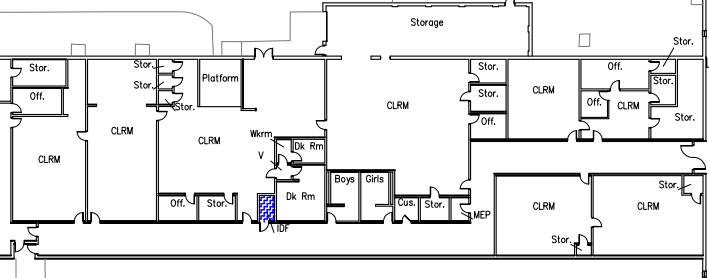 Storage
Stor.
Stor.
Stor.
Off.
Stor.
Off.
Stor.
Platform
CLRM
Stor.
Stor.
Stor.
CLRM
Stor.
Off.
CLRM
Stor.
CLRM
CLRM
Off.
Wkrm
Dk Rm
V
CLRM
Boys
Girls
Stor.
Dk Rm
Off.
Stor.
Cus.
Stor.
CLRM
CLRM
MEP
IDF
Stor.